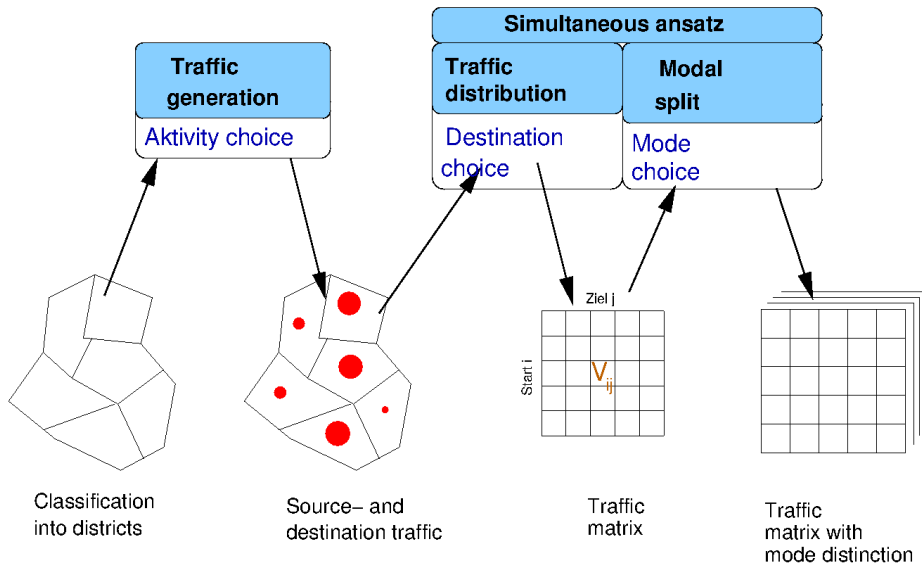 Simultaneous ansatz
Traffic
generation
Aktivity choice
Traffic
distribution
Destination
choice
Modal
split
Mode
choice
Ziel j
Start i
V_ij
Classification
into districts
Source- and
destination traffic
Traffic
matrix
Traffic
matrix with
mode distinction